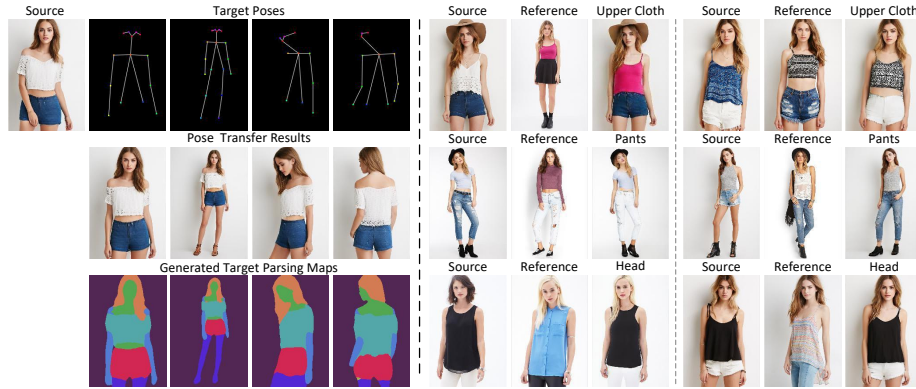 Source Target Poses
Pose Transfer Results
Generated Target Parsing Maps
Source Reference Upper Cloth
Source Reference Pants
Source Reference Head
Source Reference Upper Cloth
Source Reference Pants
Source Reference Head